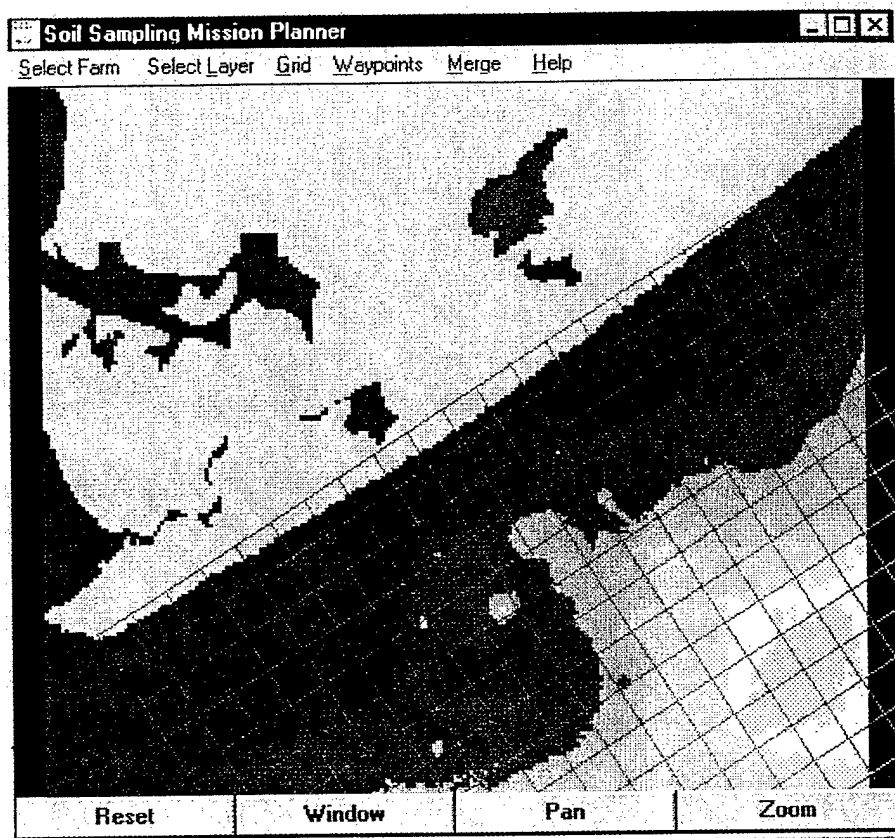 Soil Sampling Mission Planner
Select Farm Select Layer Grid Waypoints Merge Help
Reset Window Pan Zoom